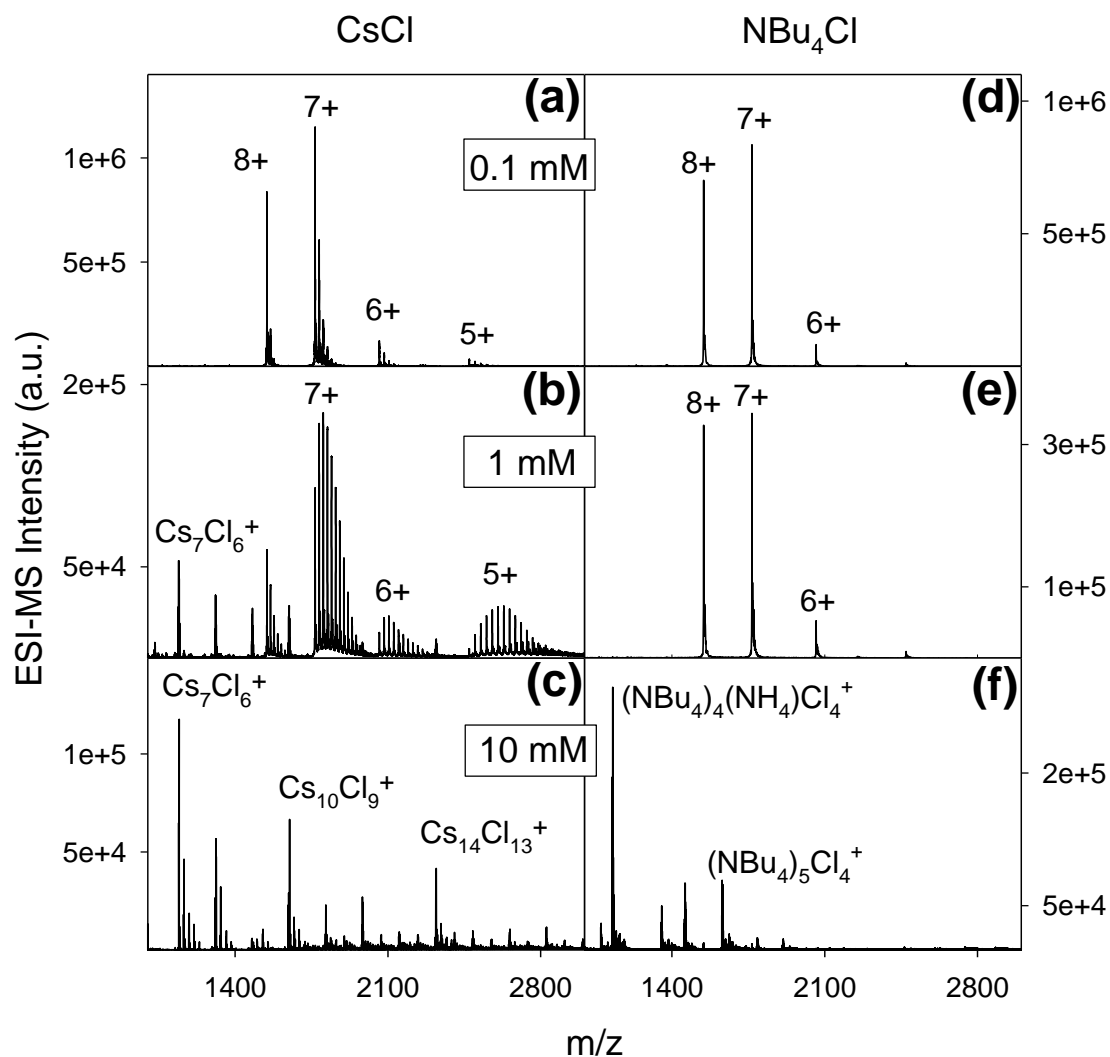 CsCl NBu₄Cl
(a) (d)
7+
8+
6+
5+
1e+6
5e+5
0.1 mM
7+
8+
6+
1e+6
5e+5
(b) (e)
7+
6+
5+
Cs₇Cl₆⁺
2e+5
5e+4
1 mM
8+ 7+
6+
3e+5
1e+5
(c) (f)
Cs₇Cl₆⁺
Cs₁₀Cl₉⁺
Cs₁₄Cl₁₃⁺
1e+5
5e+4
10 mM
(NBu₄)₄(NH₄)Cl₄⁺
(NBu₄)₅Cl₄⁺
2e+5
5e+4
1400 2100 2800 1400 2100 2800
m/z
ESI-MS Intensity (a.u.)